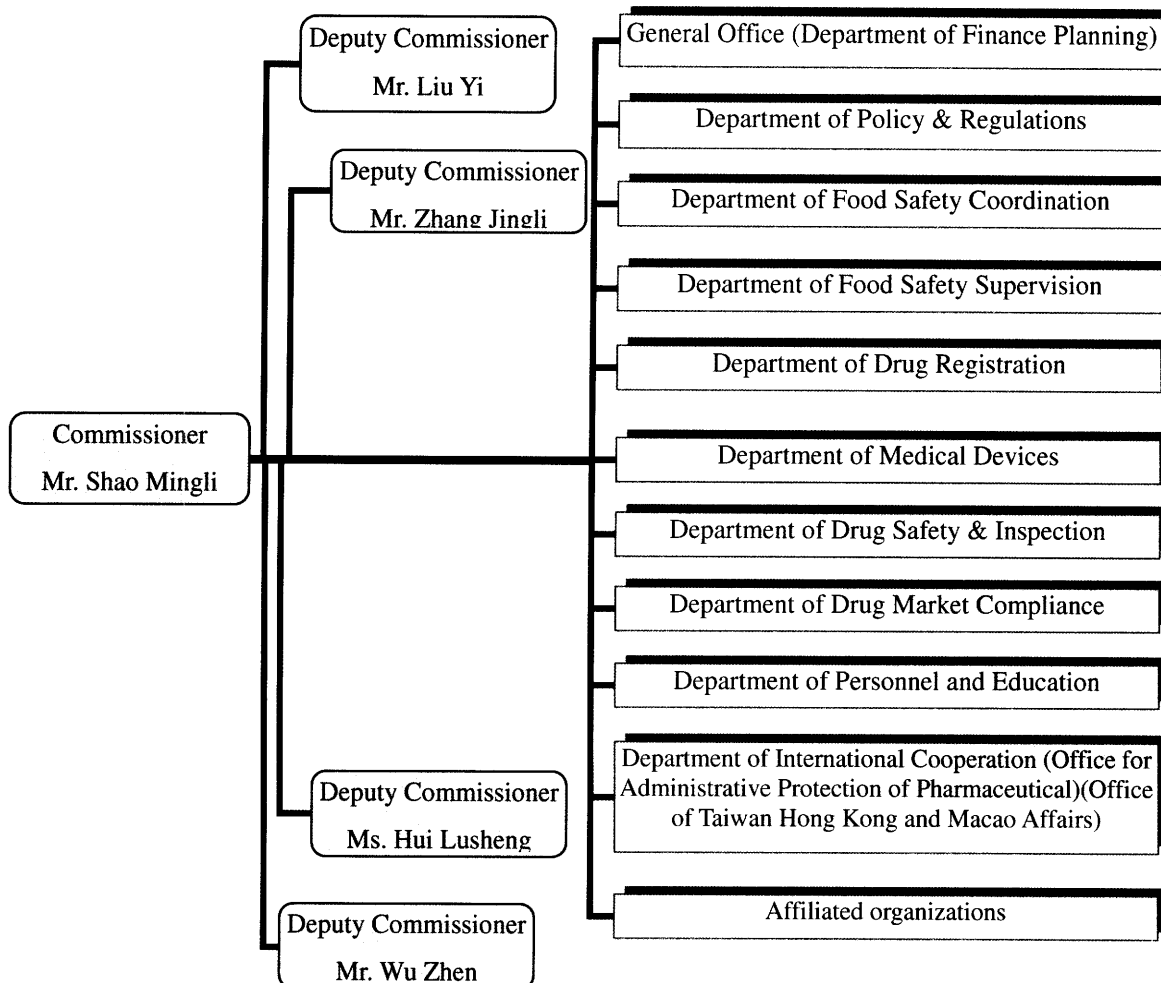 Deputy Commissioner
Mr. Liu Yi
Deputy Commissioner
Mr. Zhang Jingli
Commissioner
Mr. Shao Mingli
Deputy Commissioner
Ms. Hui Lusheng
Deputy Commissioner
Mr. Wu Zhen
General Office (Department of Finance Planning)
Department of Policy & Regulations
Department of Food Safety Coordination
Department of Food Safety Supervision
Department of Drug Registration
Department of Medical Devices
Department of Drug Safety & Inspection
Department of Drug Market Compliance
Department of Personnel and Education
Department of International Cooperation (Office for
Administrative Protection of Pharmaceutical)(Office
of Taiwan Hong Kong and Macao Affairs)
Affiliated organizations